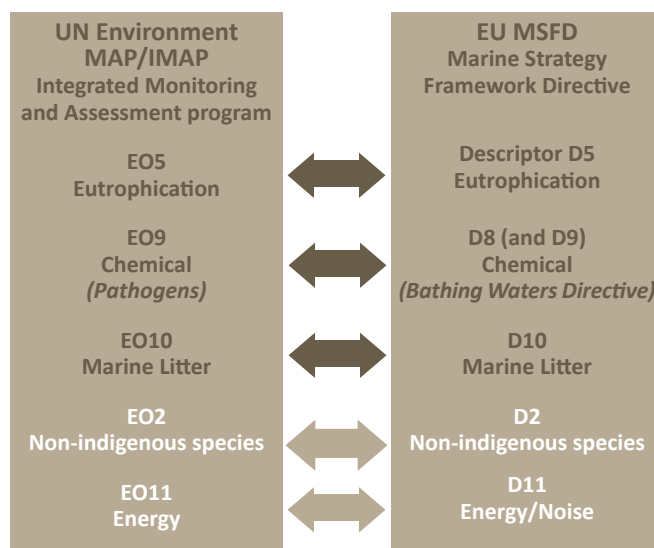 UN Environment
MAP/IMAP
Integrated Monitoring
and Assessment program
EO5
Eutrophication
EO9
Chemical
(Pathogens)
EO10
Marine Litter
EO2
Non-indigenous species
EO11
Energy
EU MSFD
Marine Strategy
Framework Directive
Descriptor D5
Eutrophication
D8 (and D9)
Chemical
(Bathing Waters Directive)
D10
Marine Litter
D2
Non-indigenous species
D11
Energy/Noise